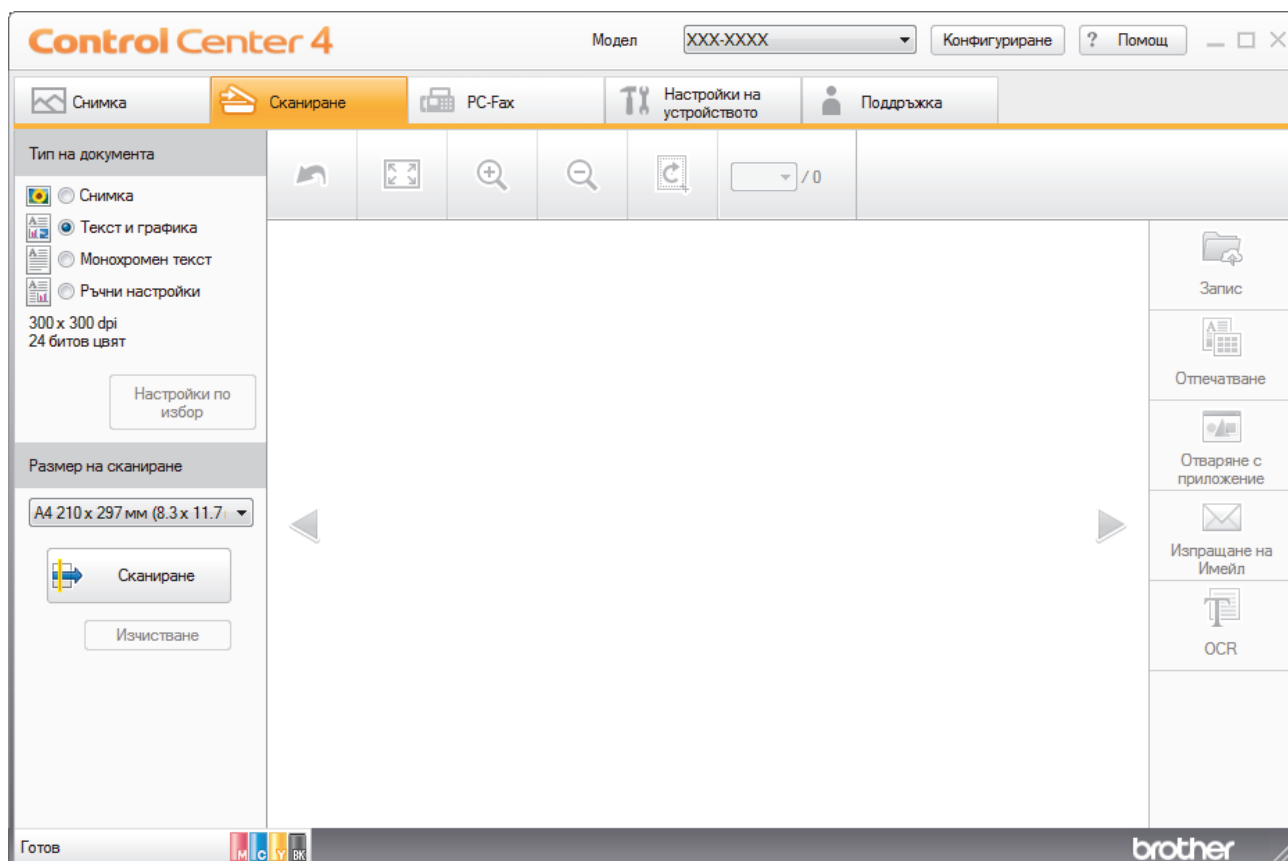 Control Center 4
Модел
XXX-XXXX
Конфигуриране
? Помощ
Снимка
Сканиране
PC-Fax
Настройки на
устройството
Поддръжка
Тип на документа
Снимка
Текст и графика
Монохромен текст
Ръчни настройки
300 x 300 dpi
24 битов цвят
Настройки по
избор
Размер на сканиране
A4 210 x 297 мм (8.3 x 11.7
Сканиране
Изчистване
/ 0
Запис
Отпечатване
Отваряне с
приложение
Изпращане на
Имейл
OCR
Готов
M C Y BK
brother